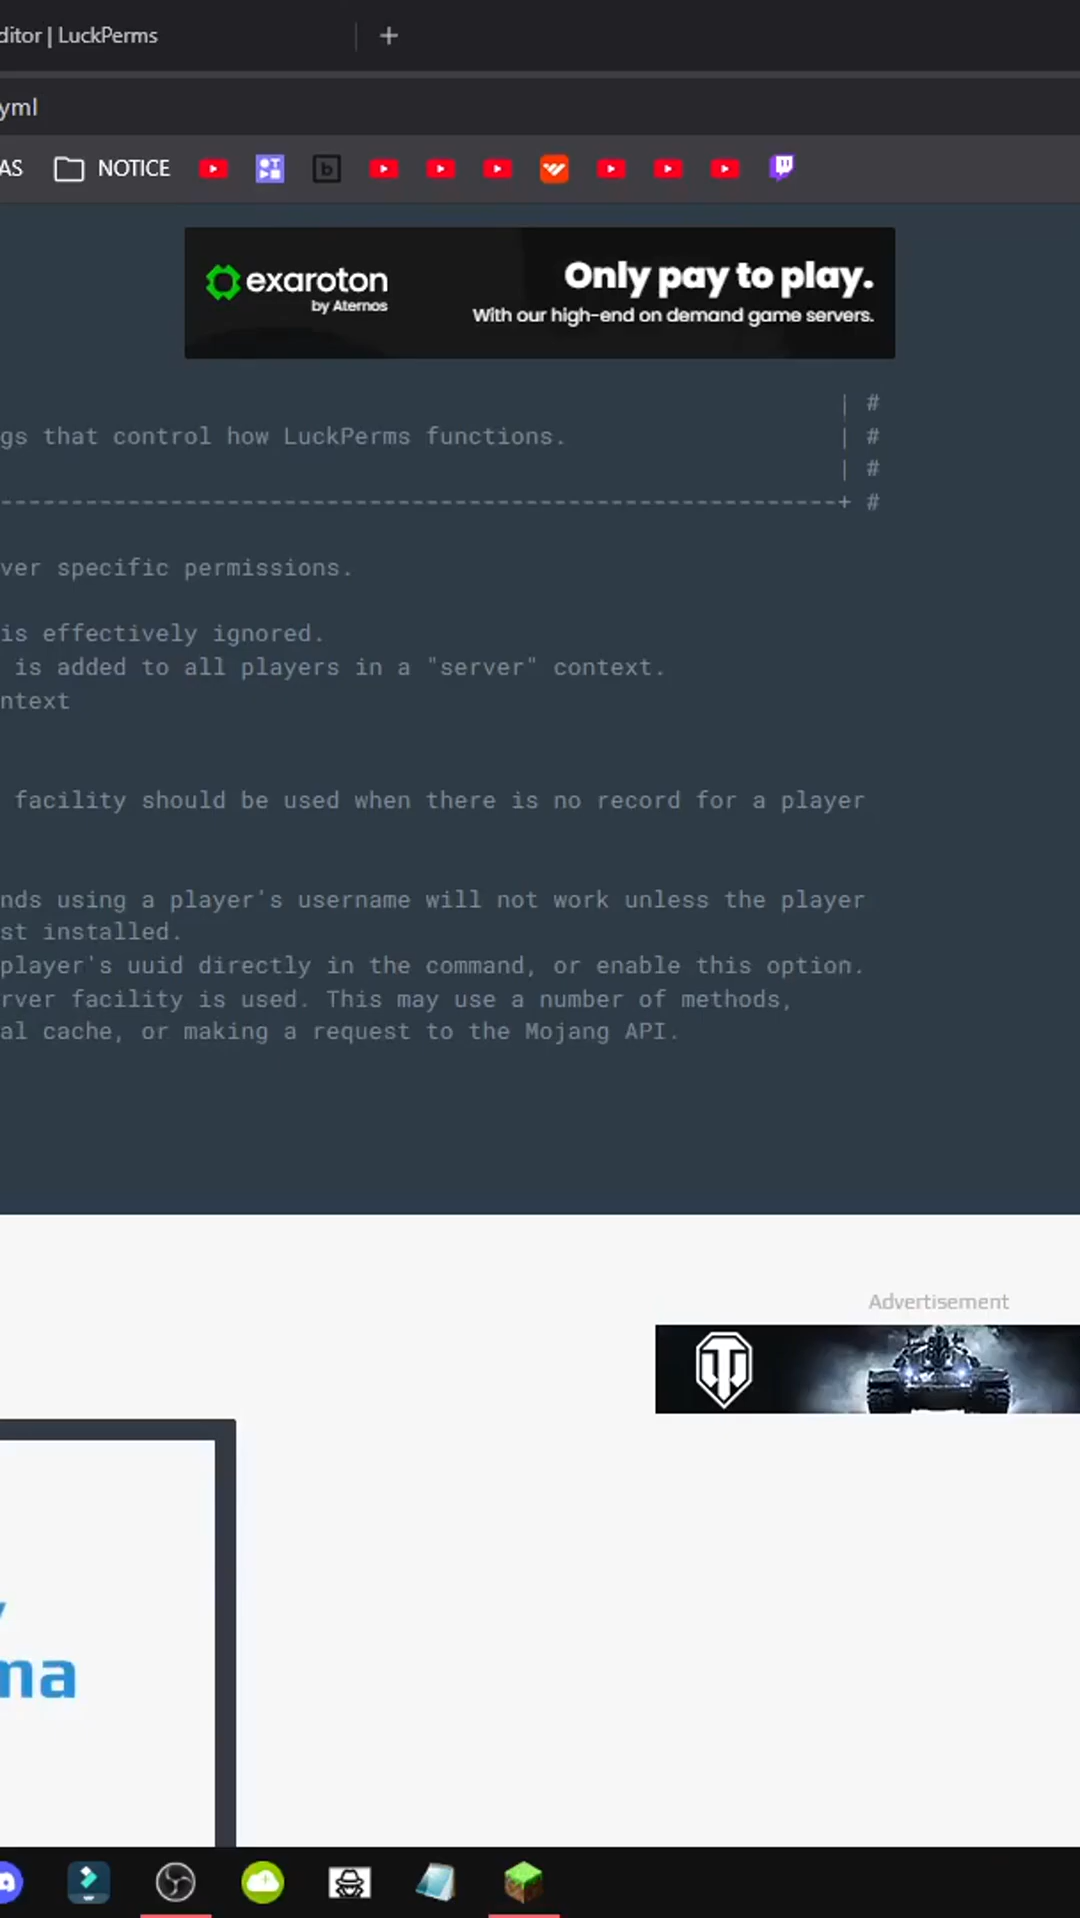 ditor | LuckPerms
yml
AS NOTICE
exaroton
by Aternos
Only pay to play.
With our high-end on demand game servers.
| #
gs that control how LuckPerms functions. | #
| #
-----------------------------------------------------------+ #
ver specific permissions.
is effectively ignored.
is added to all players in a "server" context.
ntext
facility should be used when there is no record for a player
nds using a player's username will not work unless the player
st installed.
player's uuid directly in the command, or enable this option.
rver facility is used. This may use a number of methods,
al cache, or making a request to the Mojang API.
Advertisement
ma